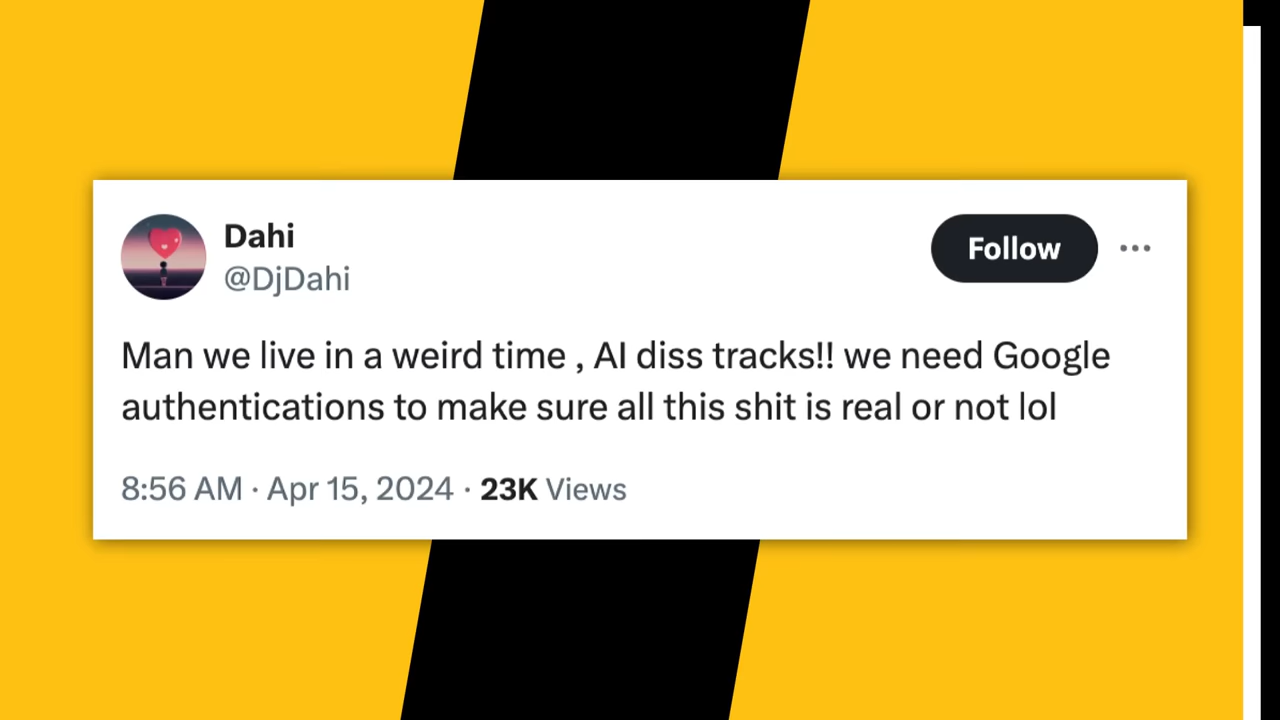 Dahi
@DjDahi
Follow
Man we live in a weird time , AI diss tracks!! we need Google
authentications to make sure all this shit is real or not lol
8:56 AM · Apr 15, 2024 · 23K Views